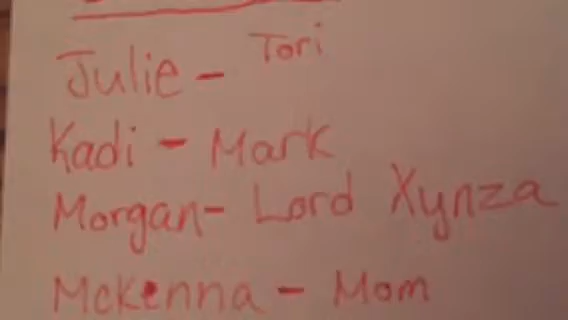 Julie - Tori
Kadi - Mark
Morgan- Lord Xynza
Mckenna - Mom